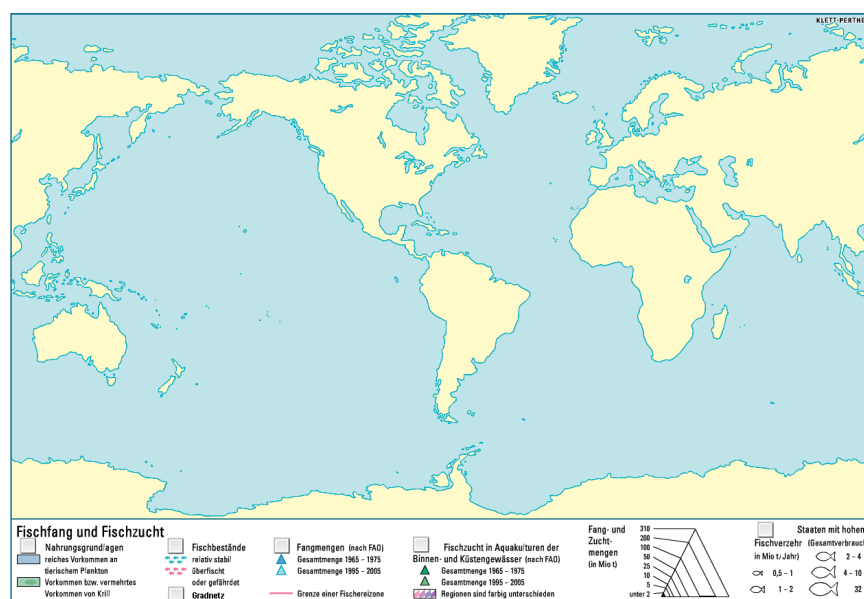 KLETT-PERTHE
Fischfang und Fischzucht
Nahrungsgrundlagen
reiches Vorkommen an
tierischem Plankton
Vorkommen bzw. vermehrtes
Vorkommen von Krill
Fischbestände
relativ stabil
überfischt
oder gefährdet
Gradnetz
Fangmengen (nach FAO)
Gesamtmenge 1965 – 1975
Gesamtmenge 1995 – 2005
Grenze einer Fischereizone
Fischzucht in Aquakulturen der
Binnen- und Küstengewässer (nach FAO)
Gesamtmenge 1965 – 1975
Gesamtmenge 1995 – 2005
Regionen sind farbig unterschieden
Fang- und
Zucht-
mengen
(in Mio t)
310
200
100
50
25
10
5
unter 2
Staaten mit hohen
Fischverzehr (Gesamtverbrauch
in Mio t/Jahr)
0,5 – 1
1 – 2
2 – 4
4 – 10
32